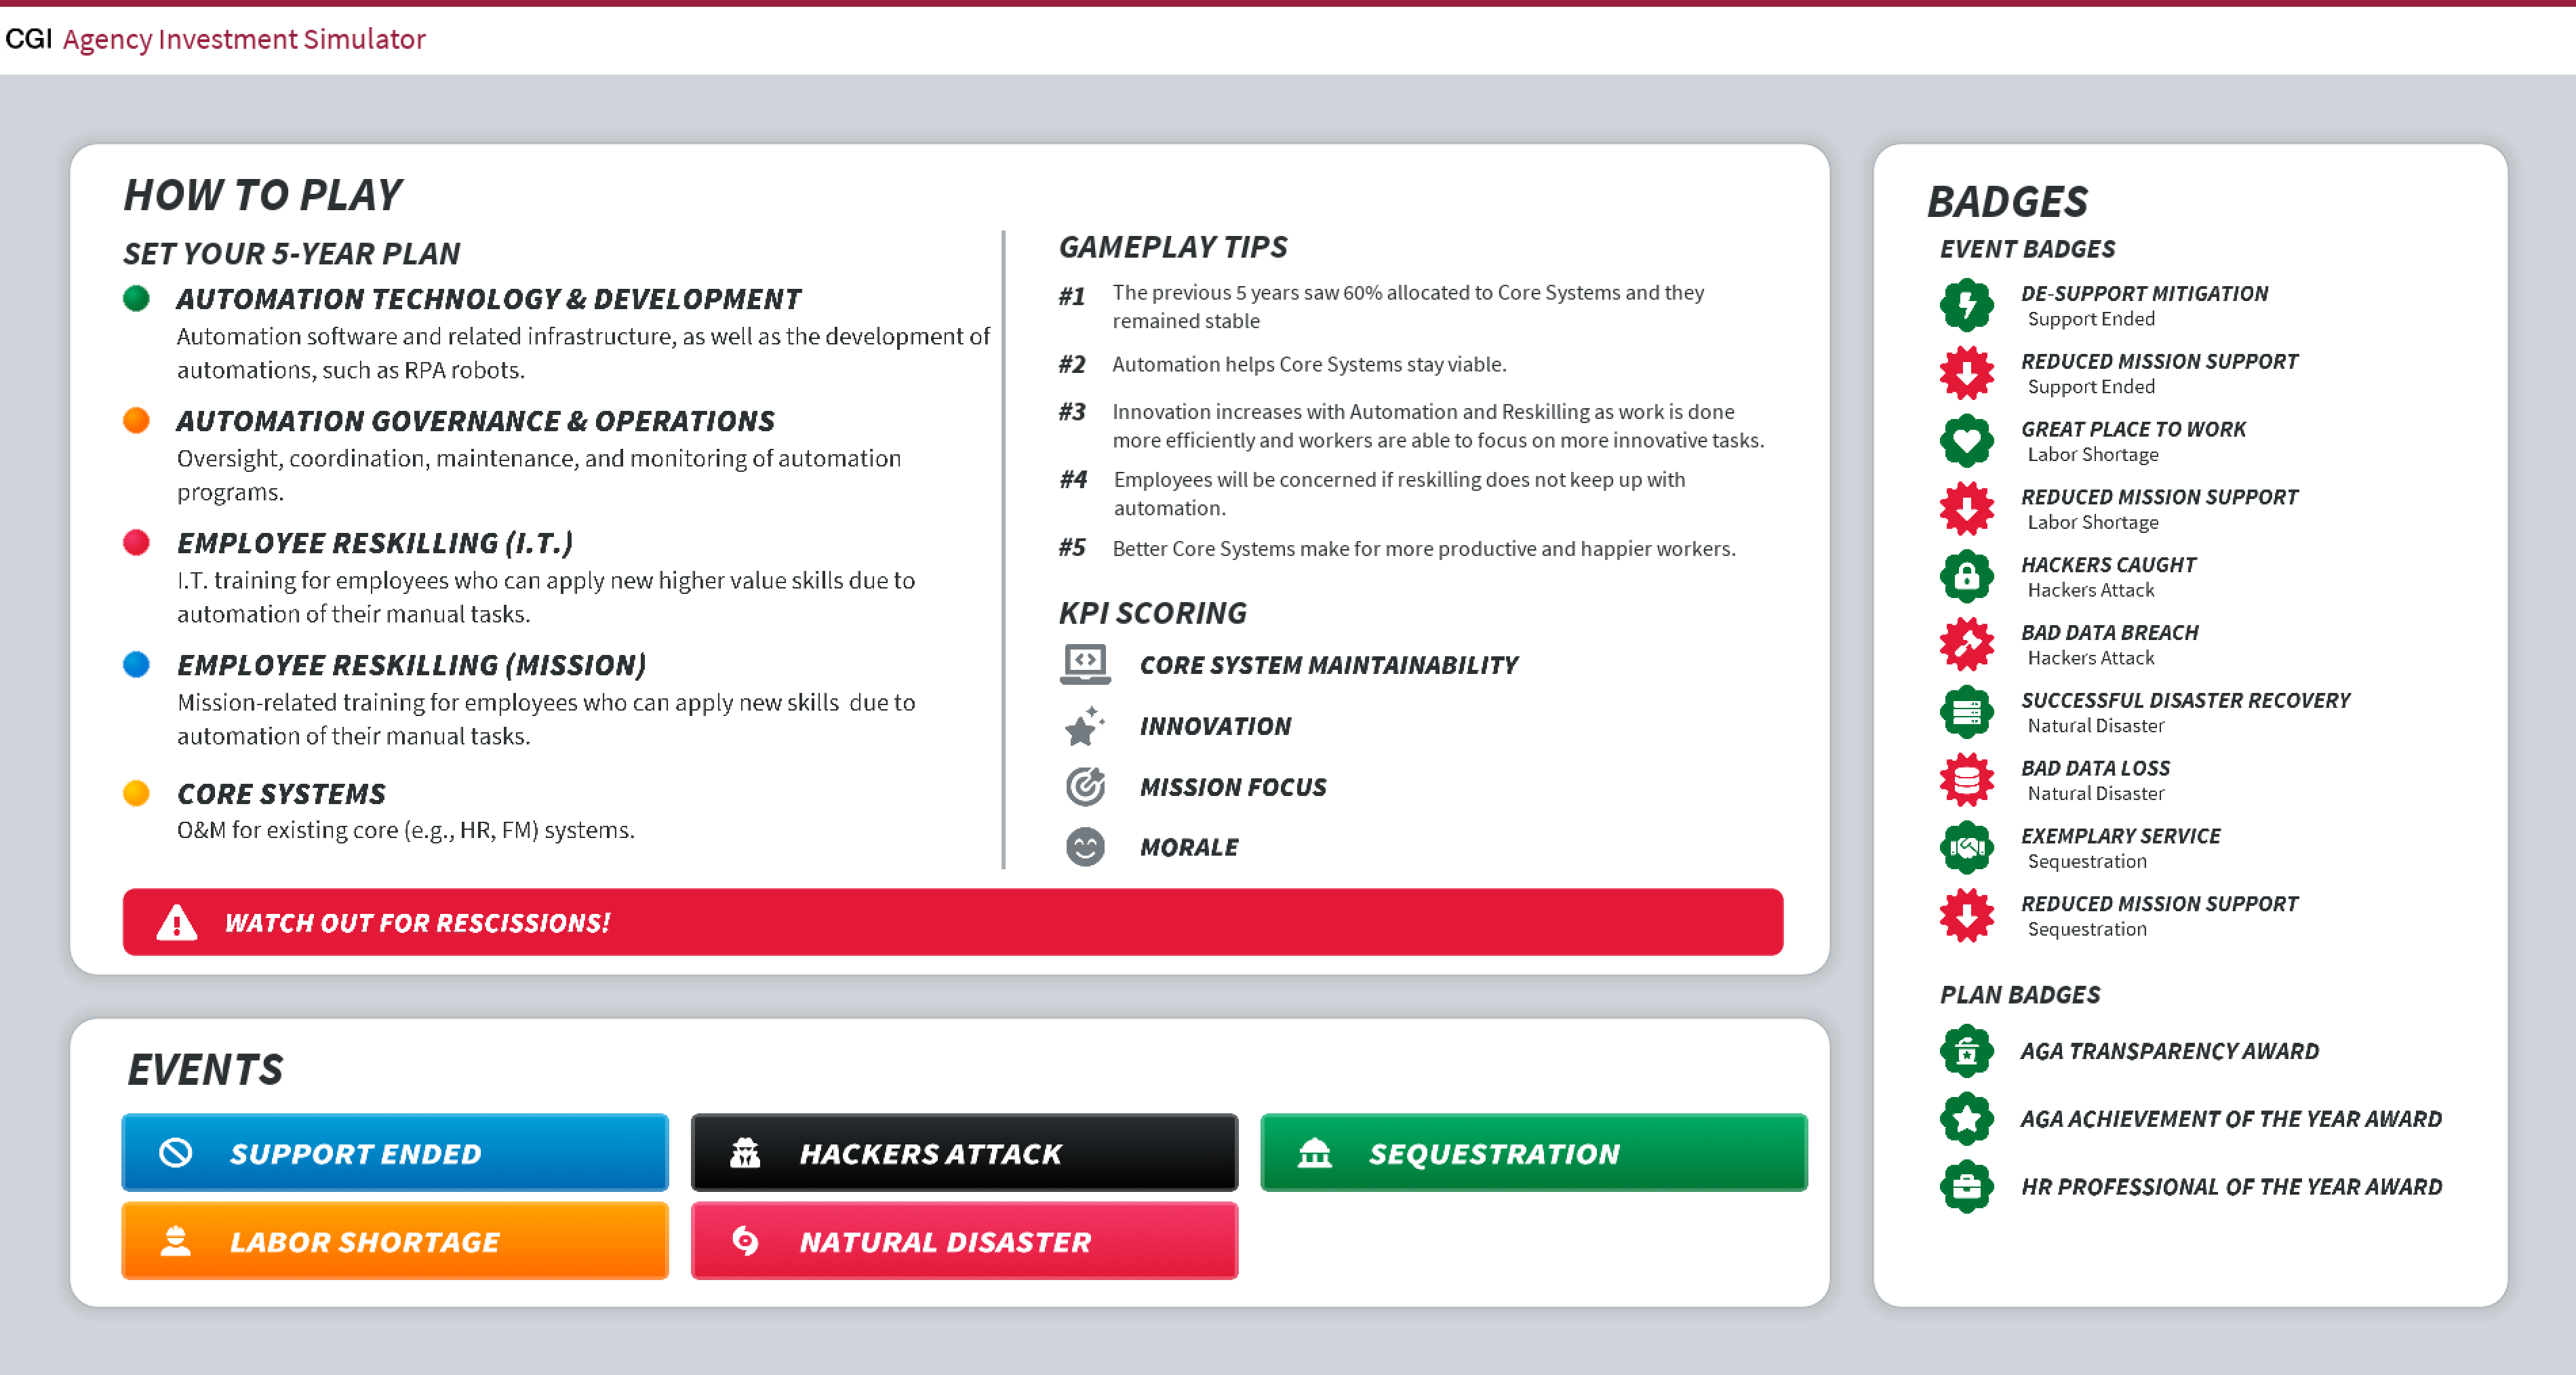 CGI Agency Investment Simulator
HOW TO PLAY
SET YOUR 5-YEAR PLAN
AUTOMATION TECHNOLOGY & DEVELOPMENT
Automation software and related infrastructure, as well as the development of
automations, such as RPA robots.
AUTOMATION GOVERNANCE & OPERATIONS
Oversight, coordination, maintenance, and monitoring of automation
programs.
EMPLOYEE RESKILLING (I.T.)
I.T. training for employees who can apply new higher value skills due to
automation of their manual tasks.
EMPLOYEE RESKILLING (MISSION)
Mission-related training for employees who can apply new skills due to
automation of their manual tasks.
CORE SYSTEMS
O&M for existing core (e.g., HR, FM) systems.
GAMEPLAY TIPS
#1 The previous 5 years saw 60% allocated to Core Systems and they
remained stable
#2 Automation helps Core Systems stay viable.
#3 Innovation increases with Automation and Reskilling as work is done
more efficiently and workers are able to focus on more innovative tasks.
#4 Employees will be concerned if reskilling does not keep up with
automation.
#5 Better Core Systems make for more productive and happier workers.
KPI SCORING
CORE SYSTEM MAINTAINABILITY
INNOVATION
MISSION FOCUS
MORALE
WATCH OUT FOR RESCISSIONS!
EVENTS
SUPPORT ENDED
HACKERS ATTACK
SEQUESTRATION
LABOR SHORTAGE
NATURAL DISASTER
BADGES
EVENT BADGES
DE-SUPPORT MITIGATION
Support Ended
REDUCED MISSION SUPPORT
Support Ended
GREAT PLACE TO WORK
Labor Shortage
REDUCED MISSION SUPPORT
Labor Shortage
HACKERS CAUGHT
Hackers Attack
BAD DATA BREACH
Hackers Attack
SUCCESSFUL DISASTER RECOVERY
Natural Disaster
BAD DATA LOSS
Natural Disaster
EXEMPLARY SERVICE
Sequestration
REDUCED MISSION SUPPORT
Sequestration
PLAN BADGES
AGA TRANSPARENCY AWARD
AGA ACHIEVEMENT OF THE YEAR AWARD
HR PROFESSIONAL OF THE YEAR AWARD